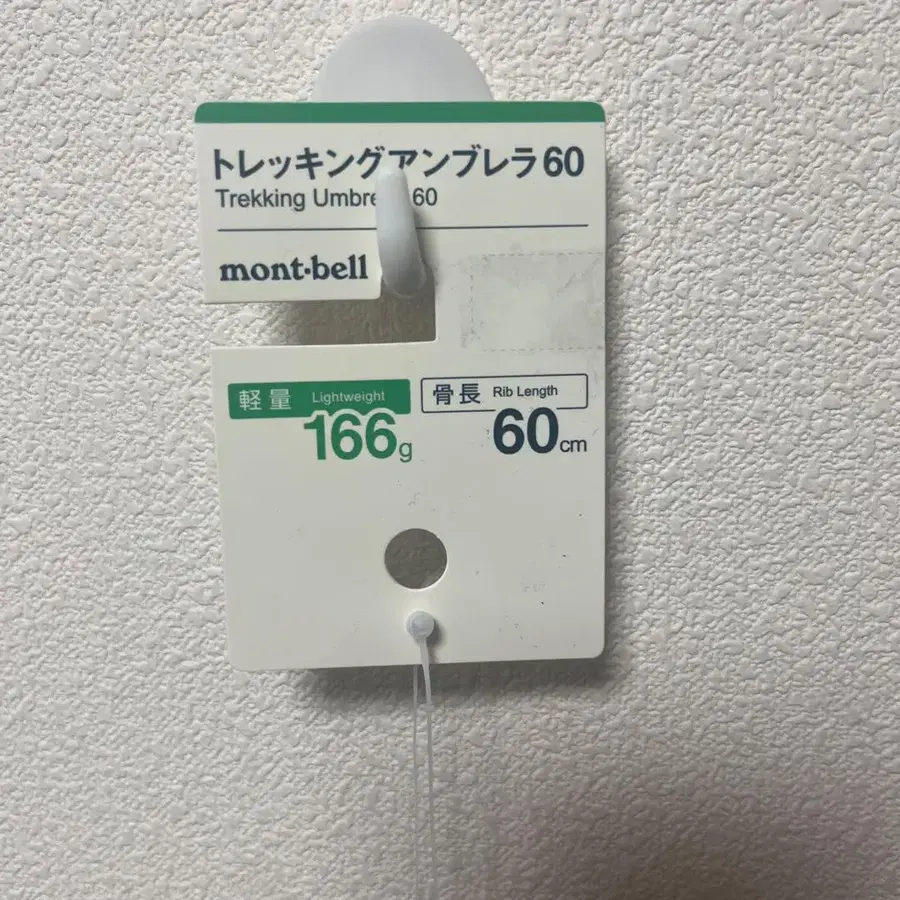 トレッキングアンブレラ60
Trekking 60
mont-bell
軽量 Lightweight
166g
骨長 Rib Length
60cm